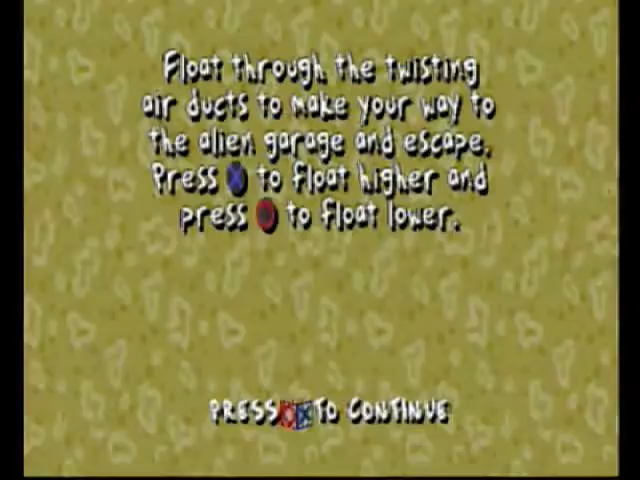 Float through the twisting
air ducts to make your way to
the alien garage and escape.
Press X to float higher and
press O to float lower.
PRESS TO CONTINUE